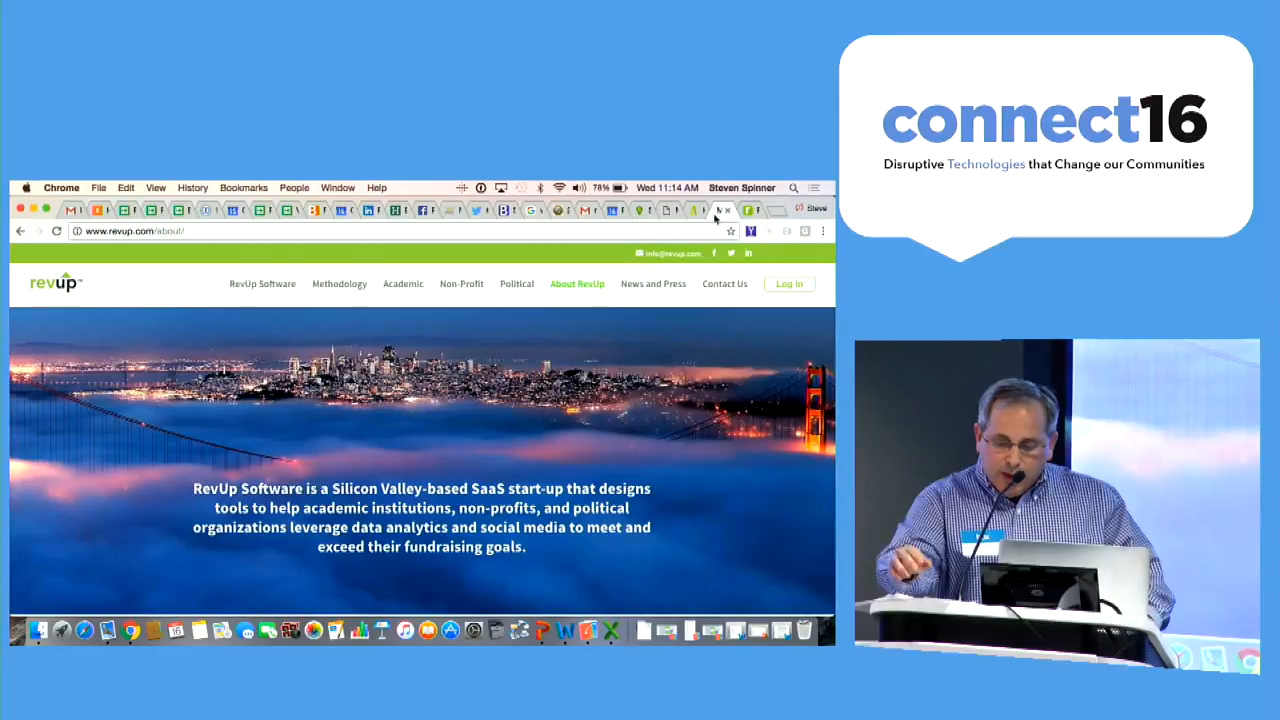 connect16
Disruptive Technologies that Change our Communities
Chrome File Edit View History Bookmarks People Window Help
78% Wed 11:14 AM Steven Spinner
Steve
www.revup.com/about/
info@revup.com
revup™
RevUp Software Methodology Academic Non-Profit Political About RevUp News and Press Contact Us Log In
RevUp Software is a Silicon Valley-based SaaS start-up that designs
tools to help academic institutions, non-profits, and political
organizations leverage data analytics and social media to meet and
exceed their fundraising goals.